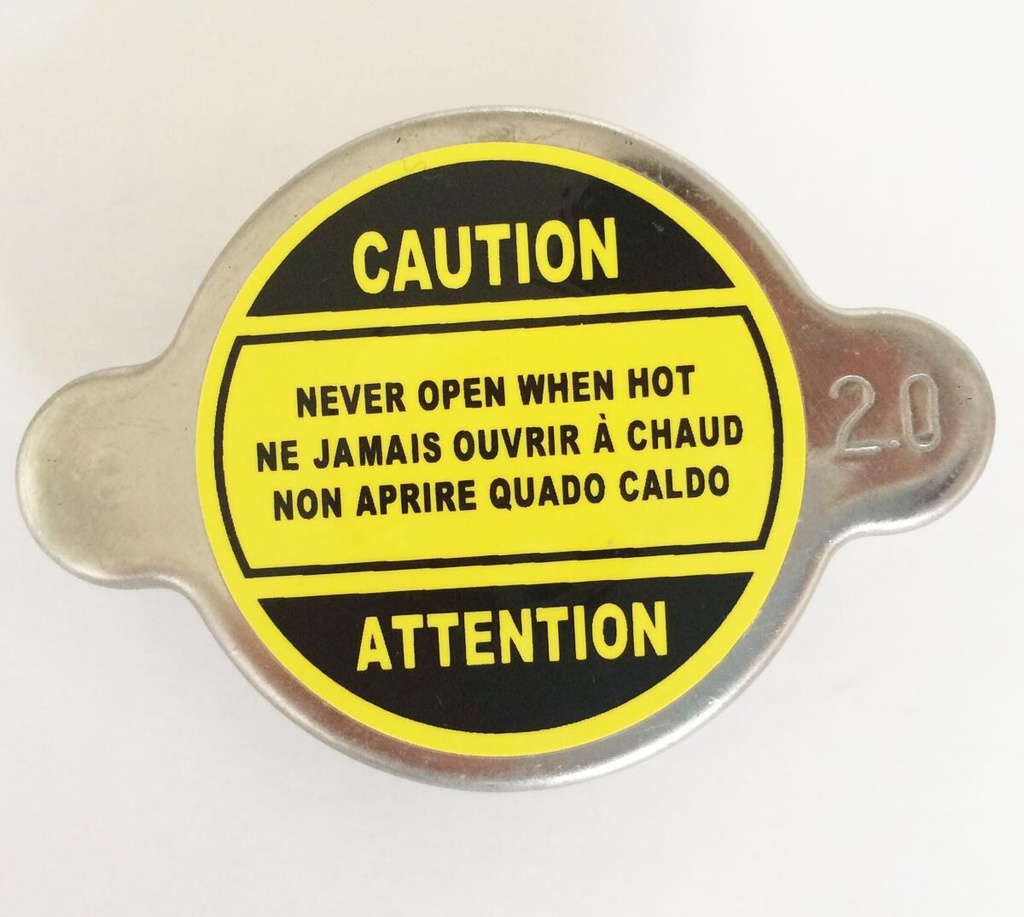 CAUTION
NEVER OPEN WHEN HOT
NE JAMAIS OUVRIR À CHAUD
NON APRIRE QUADO CALDO
ATTENTION
2.0